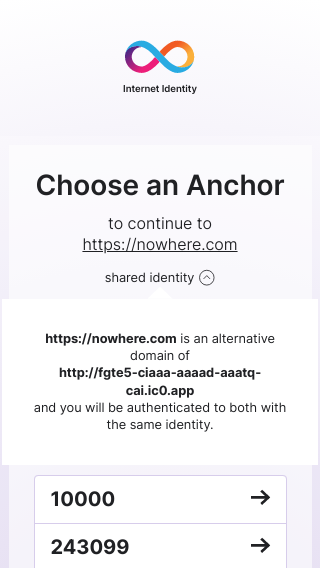 Internet Identity
Choose an Anchor
to continue to
https://nowhere.com
shared identity
https://nowhere.com is an alternative
domain of
http://fgte5-ciaaa-aaaad-aaatq-
cai.ic0.app
and you will be authenticated to both with
the same identity.
10000
243099